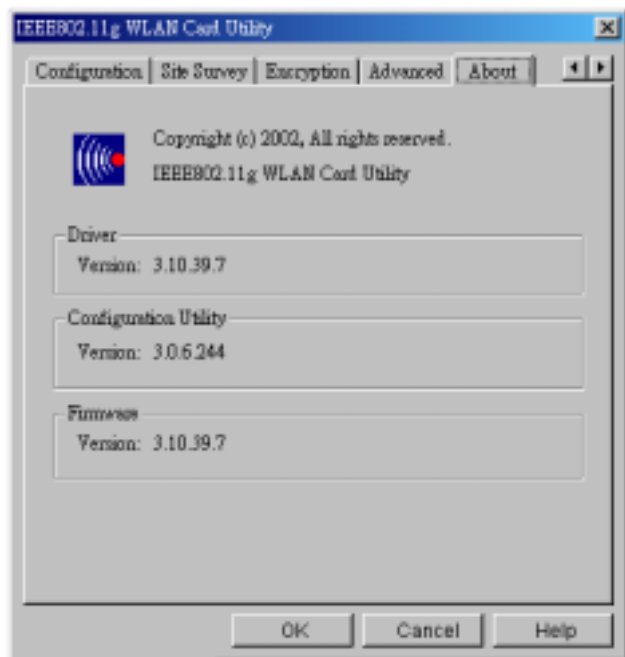 IEEE802.11g WLAN Card Utility
Configuration Site Survey Encryption Advanced About
Copyright (c) 2002, All rights reserved.
IEEE802.11g WLAN Card Utility
Driver
Version: 3.10.39.7
Configuration Utility
Version: 3.0.6.244
Firmware
Version: 3.10.39.7
OK Cancel Help